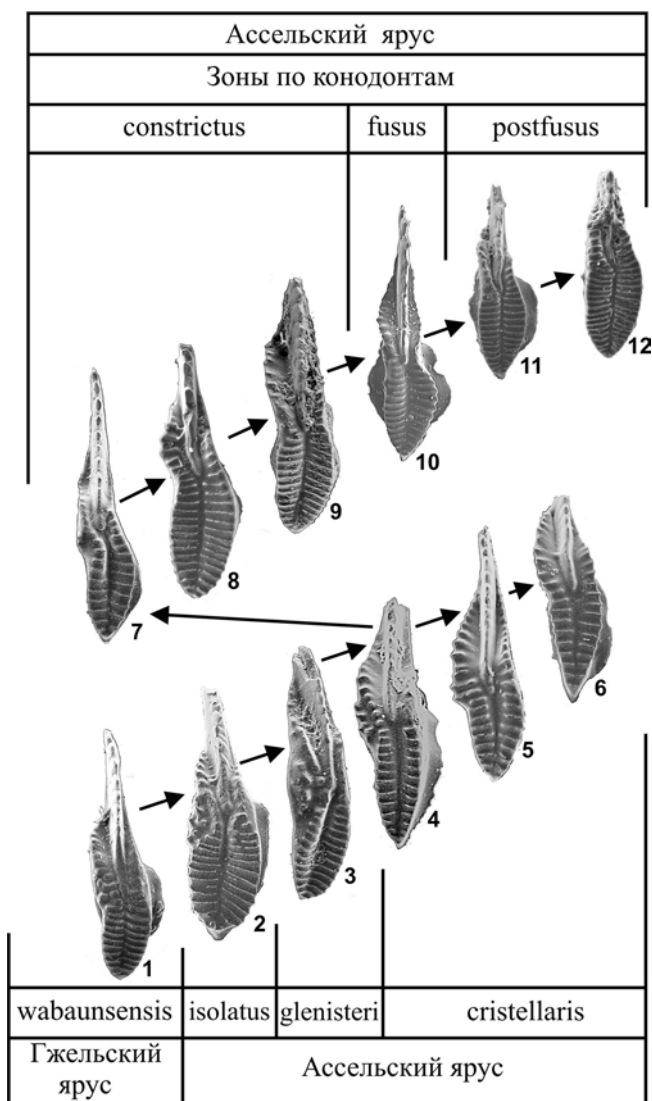 Ассельский ярус
Зоны по конодонтам
constrictus fusus postfusus
12
11
10
9
8
7
6
5
4
3
2
1
wabaunsensis isolatus glenisteri cristellaris
Гжельский
ярус
Ассельский ярус